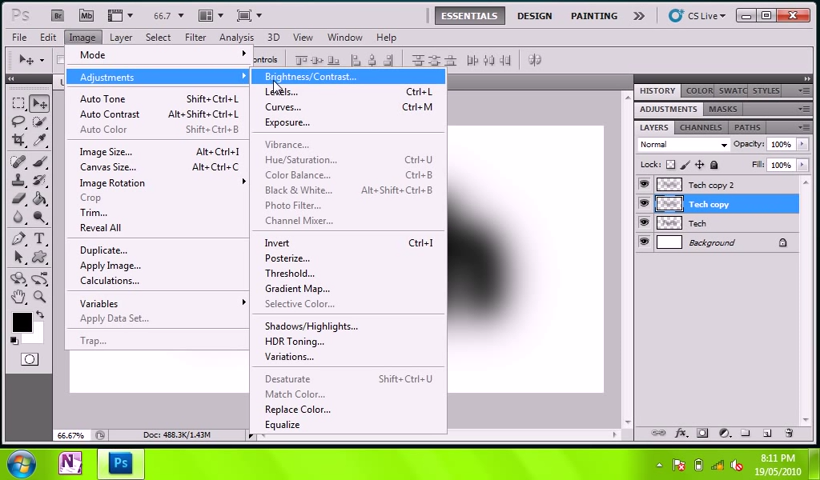 Ps Br Mb 66.7 ESSENTIALS DESIGN PAINTING >> CS Live
File Edit Image Layer Select Filter Analysis 3D View Window Help
Mode
Adjustments
Auto Tone Shift+Ctrl+L
Auto Contrast Alt+Shift+Ctrl+L
Auto Color Shift+Ctrl+B
Image Size... Alt+Ctrl+I
Canvas Size... Alt+Ctrl+C
Image Rotation
Crop
Trim...
Reveal All
Duplicate...
Apply Image...
Calculations...
Variables
Apply Data Set...
Trap...
Brightness/Contrast...
Levels... Ctrl+L
Curves... Ctrl+M
Exposure...
Vibrance...
Hue/Saturation... Ctrl+U
Color Balance... Ctrl+B
Black & White... Alt+Shift+Ctrl+B
Photo Filter...
Channel Mixer...
Invert Ctrl+I
Posterize...
Threshold...
Gradient Map...
Selective Color...
Shadows/Highlights...
HDR Toning...
Variations...
Desaturate Shift+Ctrl+U
Match Color...
Replace Color...
Equalize
HISTORY COLOR SWATC STYLES
ADJUSTMENTS MASKS
LAYERS CHANNELS PATHS
Normal Opacity: 100%
Lock: Fill: 100%
Tech copy 2
Tech copy
Tech
Background
66.67% Doc: 488.3K/1.43M
Ps
8:11 PM
19/05/2010